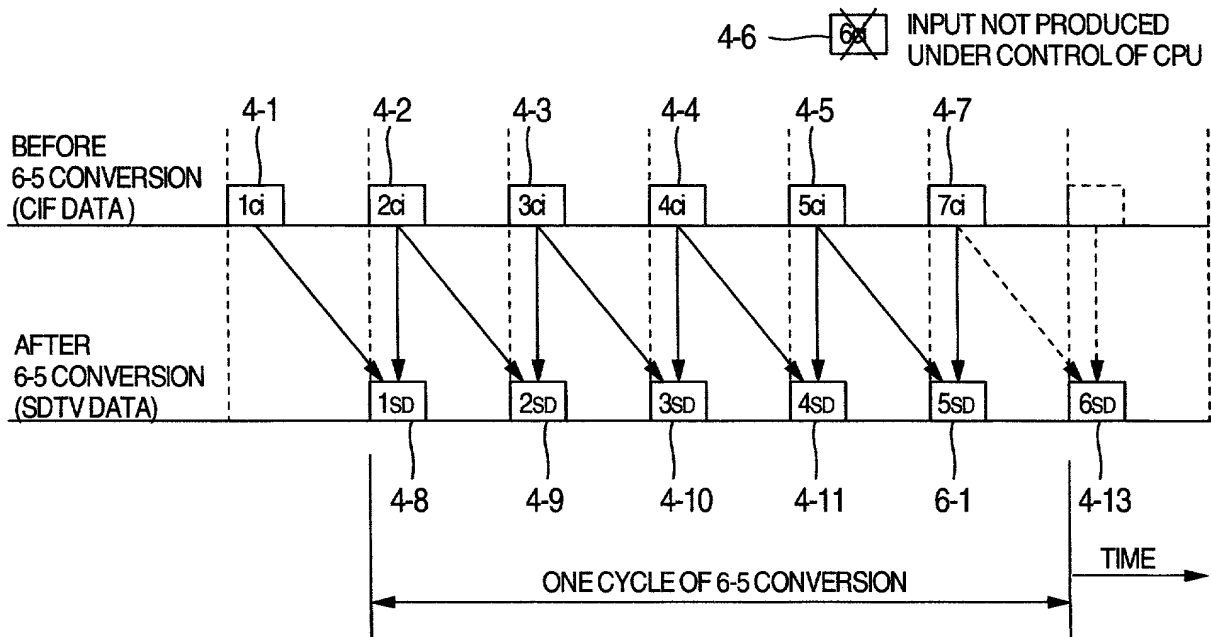 4-6
6ci
INPUT NOT PRODUCED
UNDER CONTROL OF CPU
4-1
4-2
4-3
4-4
4-5
4-7
BEFORE
6-5 CONVERSION
(CIF DATA)
1ci
2ci
3ci
4ci
5ci
7ci
AFTER
6-5 CONVERSION
(SDTV DATA)
1SD
2SD
3SD
4SD
5SD
6SD
4-8
4-9
4-10
4-11
6-1
4-13
TIME
ONE CYCLE OF 6-5 CONVERSION